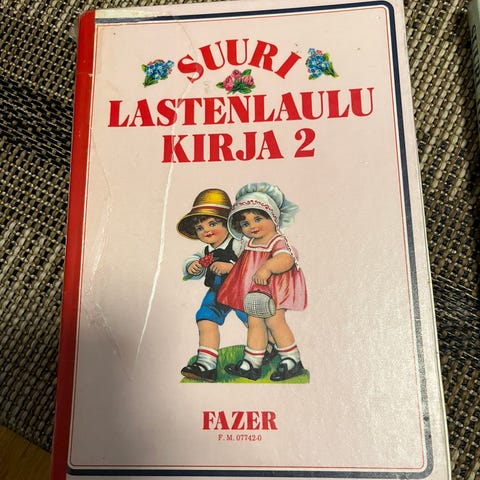 SUURI
LASTENLAULU
KIRJA 2
FAZER
F. M. 07742-0